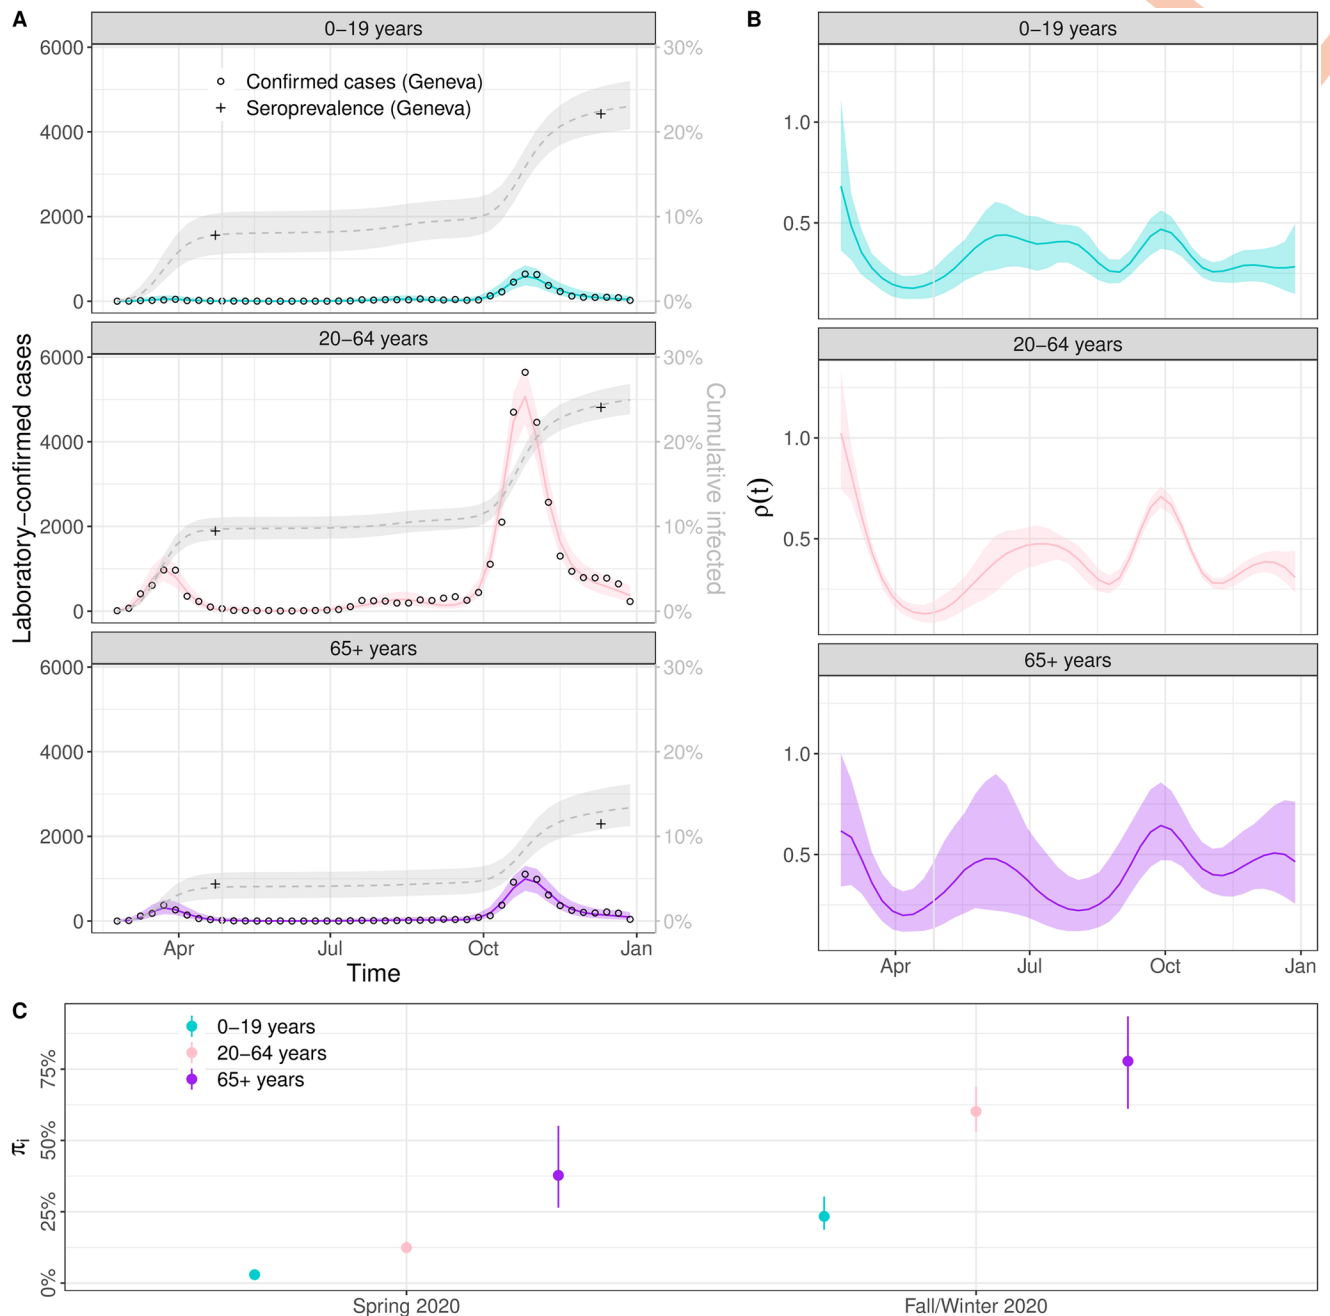 A
0−19 years
6000
30%
Confirmed cases (Geneva)
Seroprevalence (Geneva)
4000
20%
2000
10%
0
0%
20−64 years
6000
30%
4000
20%
2000
10%
0
0%
65+ years
6000
30%
4000
20%
2000
10%
0
0%
Laboratory−confirmed cases
Cumulative infected
Apr
Jul
Oct
Jan
Time
B
0−19 years
1.0
0.5
20−64 years
1.0
0.5
65+ years
1.0
0.5
ρ(t)
Apr
Jul
Oct
Jan
C
0−19 years
20−64 years
65+ years
75%
50%
25%
0%
πi
Spring 2020
Fall/Winter 2020